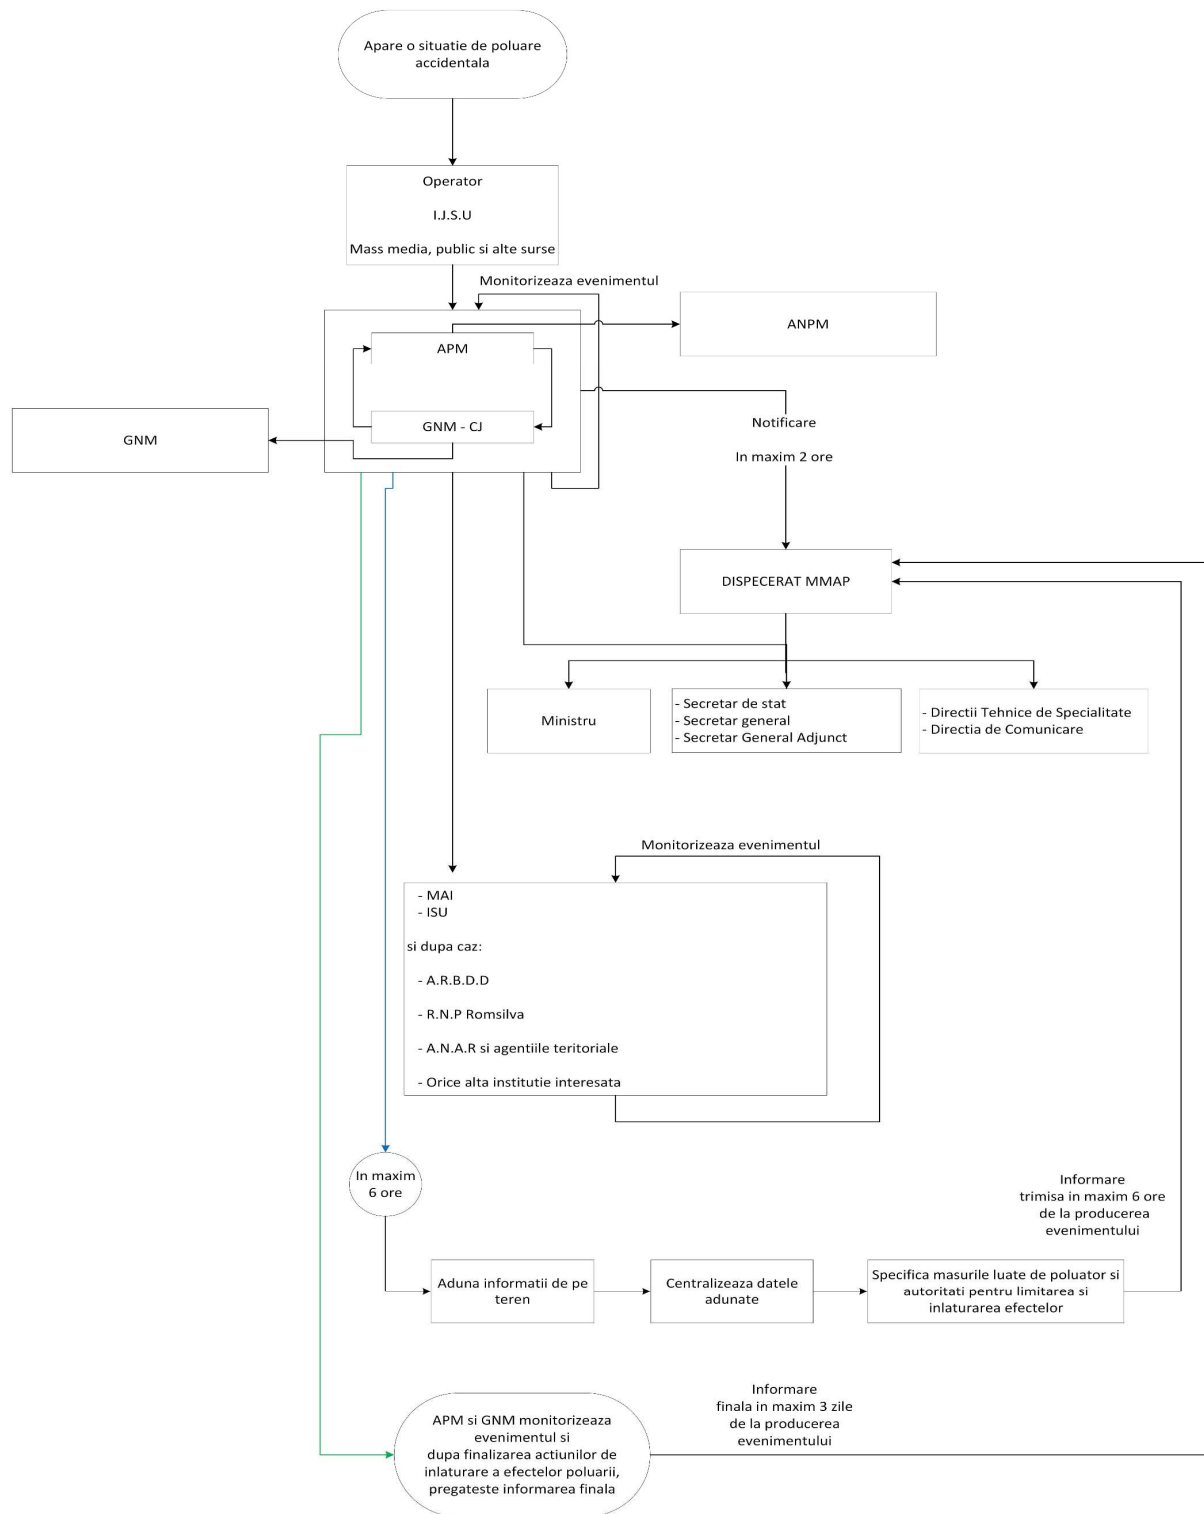 Apare o situatie de poluare
accidentala
Operator
I.J.S.U
Mass media, public si alte surse
Monitorizeaza evenimentul
ANPM
APM
GNM - CJ
GNM
Notificare
In maxim 2 ore
DISPECERAT MMAP
Ministru
- Secretar de stat
- Secretar general
- Secretar General Adjunct
- Directii Tehnice de Specialitate
- Directia de Comunicare
Monitorizeaza evenimentul
- MAI
- ISU
si dupa caz:
- A.R.B.D.D
- R.N.P Romsilva
- A.N.A.R si agentiile teritoriale
- Orice alta institutie interesata
In maxim
6 ore
Informare
trimisa in maxim 6 ore
de la producerea
evenimentului
Aduna informatii de pe
teren
Centralizeaza datele
adunate
Specifica masurile luate de poluator si
autoritati pentru limitarea si
inlaturarea efectelor
APM si GNM monitorizeaza
evenimentul si
dupa finalizarea actiunilor de
inlaturare a efectelor poluarii,
pregateste informarea finala
Informare
finala in maxim 3 zile
de la producerea
evenimentului